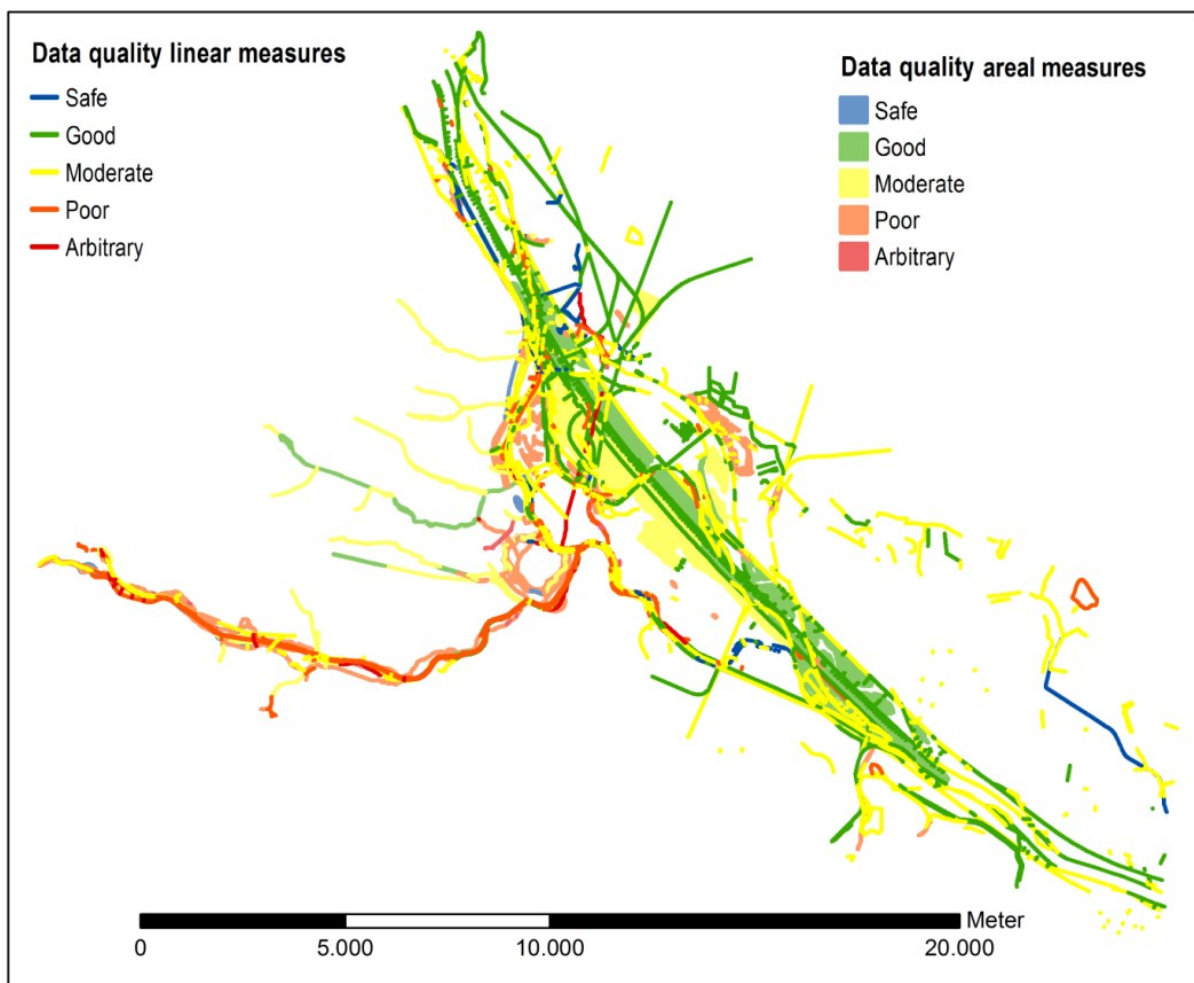 Data quality linear measures
Safe
Good
Moderate
Poor
Arbitrary
Data quality areal measures
Safe
Good
Moderate
Poor
Arbitrary
Meter
0 5.000 10.000 20.000